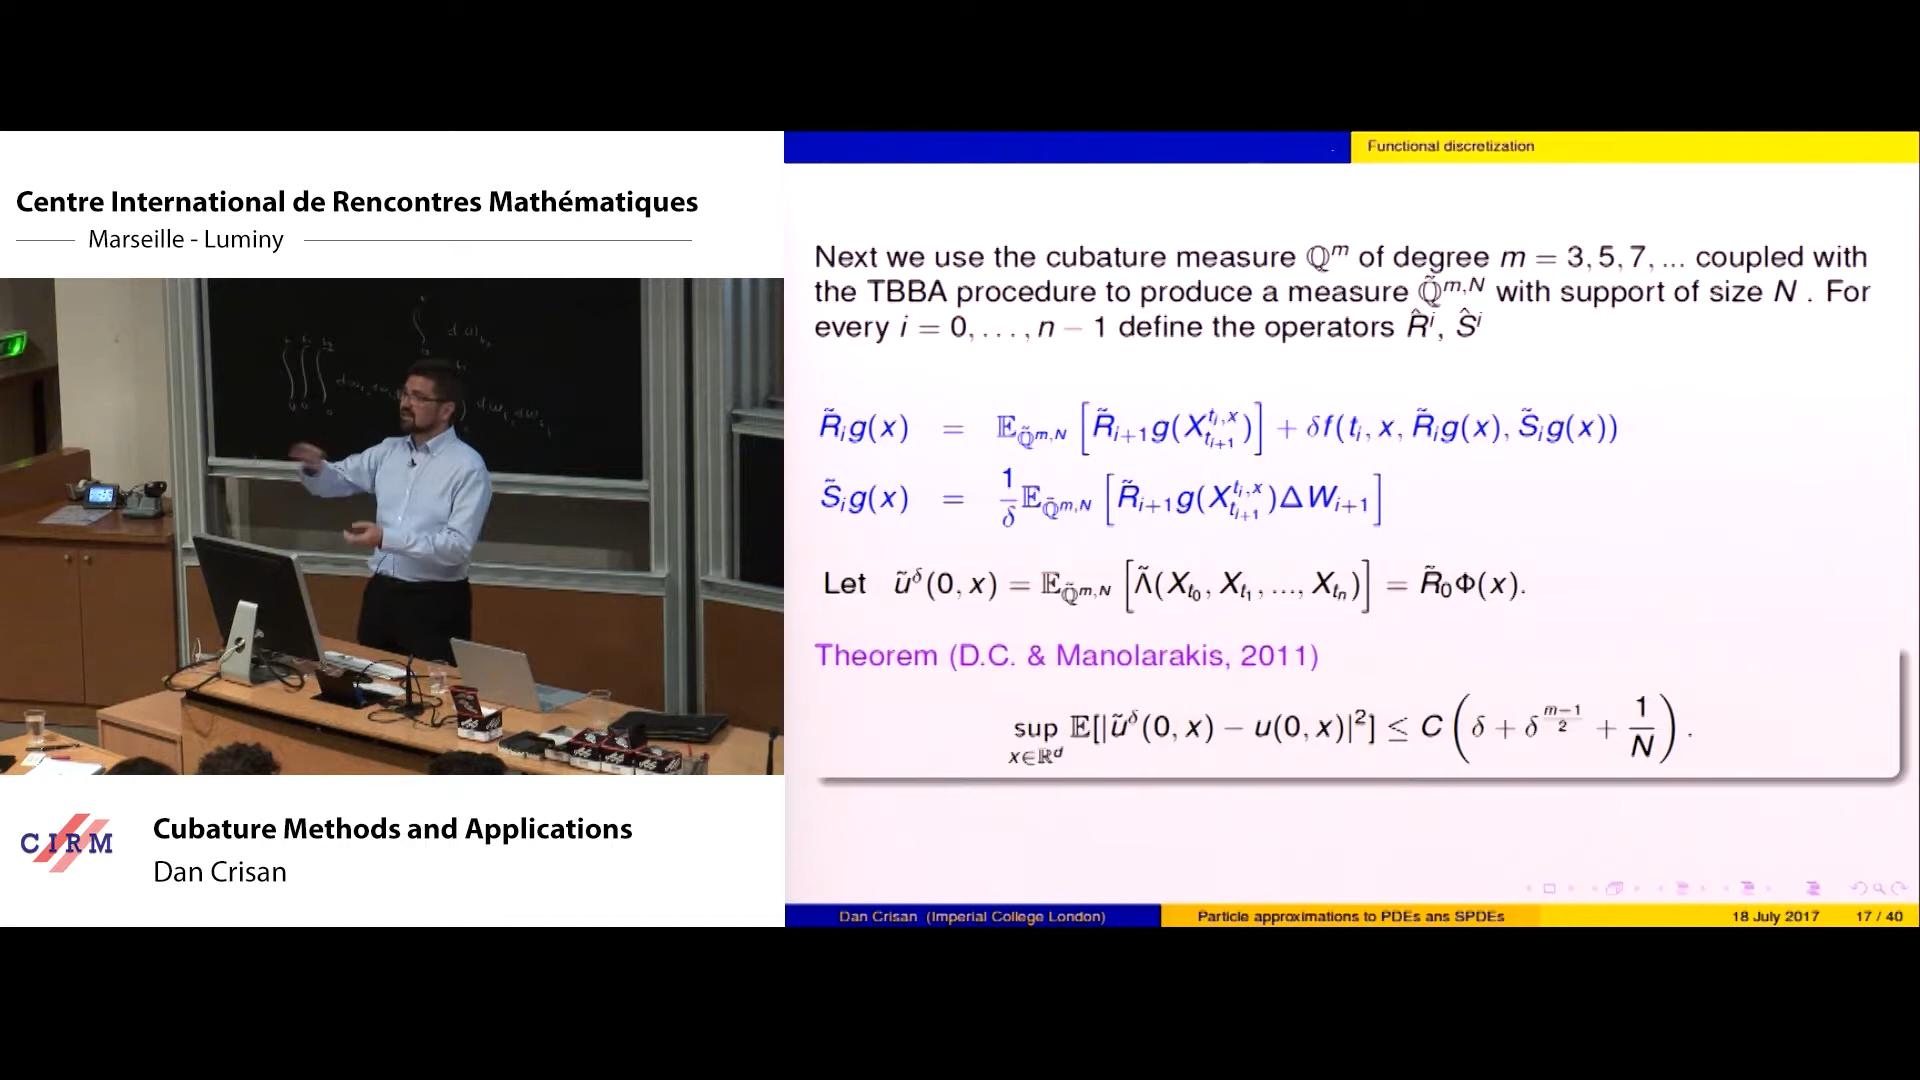 Centre International de Rencontres Mathématiques
Marseille - Luminy
CIRM
Cubature Methods and Applications
Dan Crisan
Functional discretization
Next we use the cubature measure ℚ^m of degree m = 3, 5, 7, ... coupled with
the TBBA procedure to produce a measure ℚ̃^{m,N} with support of size N . For
every i = 0, . . . , n − 1 define the operators R̂^i, Ŝ^i
R̃_i g(x) = 𝔼_{ℚ̃^{m,N}} [R̃_{i+1} g(X^{t_i,x}_{t_{i+1}})] + δf(t_i, x, R̃_i g(x), S̃_i g(x))
S̃_i g(x) = 1/δ 𝔼_{ℚ̃^{m,N}} [R̃_{i+1} g(X^{t_i,x}_{t_{i+1}})ΔW_{i+1}]
Let ũ^δ(0, x) = 𝔼_{ℚ̃^{m,N}} [Λ̃(X_{t_0}, X_{t_1}, ..., X_{t_n})] = R̃_0Φ(x).
Theorem (D.C. & Manolarakis, 2011)
sup_{x∈ℝ^d} 𝔼[|ũ^δ(0, x) − u(0, x)|^2] ≤ C (δ + δ^{(m−1)/2} + 1/N) .
Dan Crisan (Imperial College London)
Particle approximations to PDEs ans SPDEs
18 July 2017
17 / 40